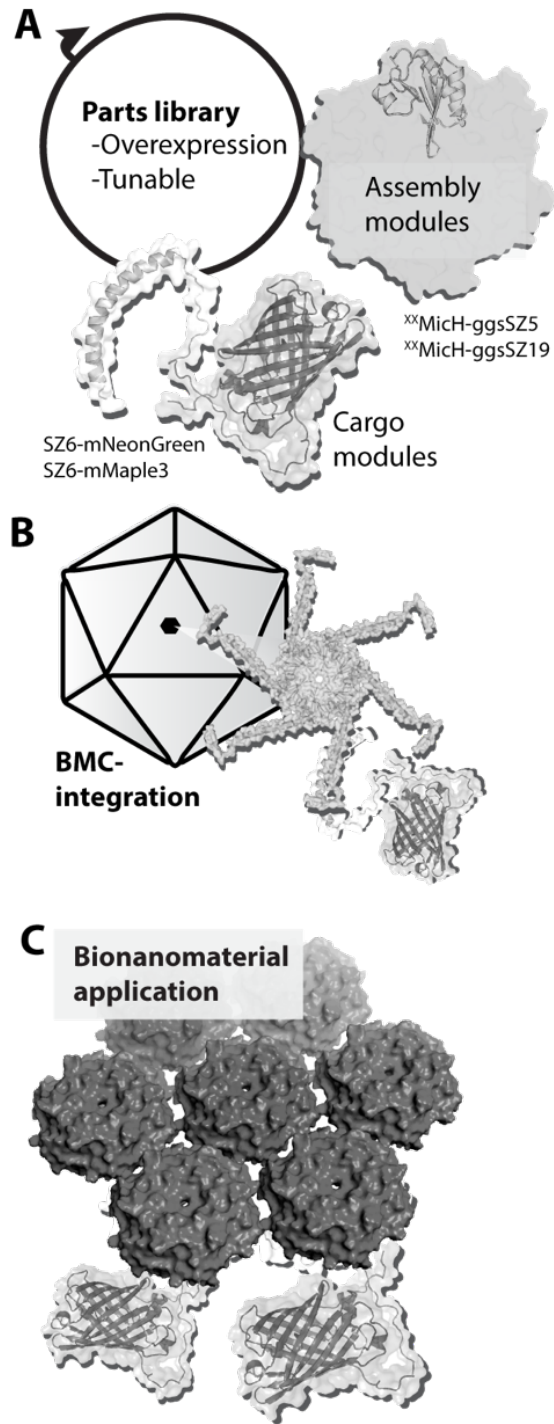 A
Parts library
-Overexpression
-Tunable
Assembly
modules
XXMicH-ggsSZ5
XXMicH-ggsSZ19
Cargo
modules
SZ6-mNeonGreen
SZ6-mMaple3
B
BMC-
integration
C
Bionanomaterial
application